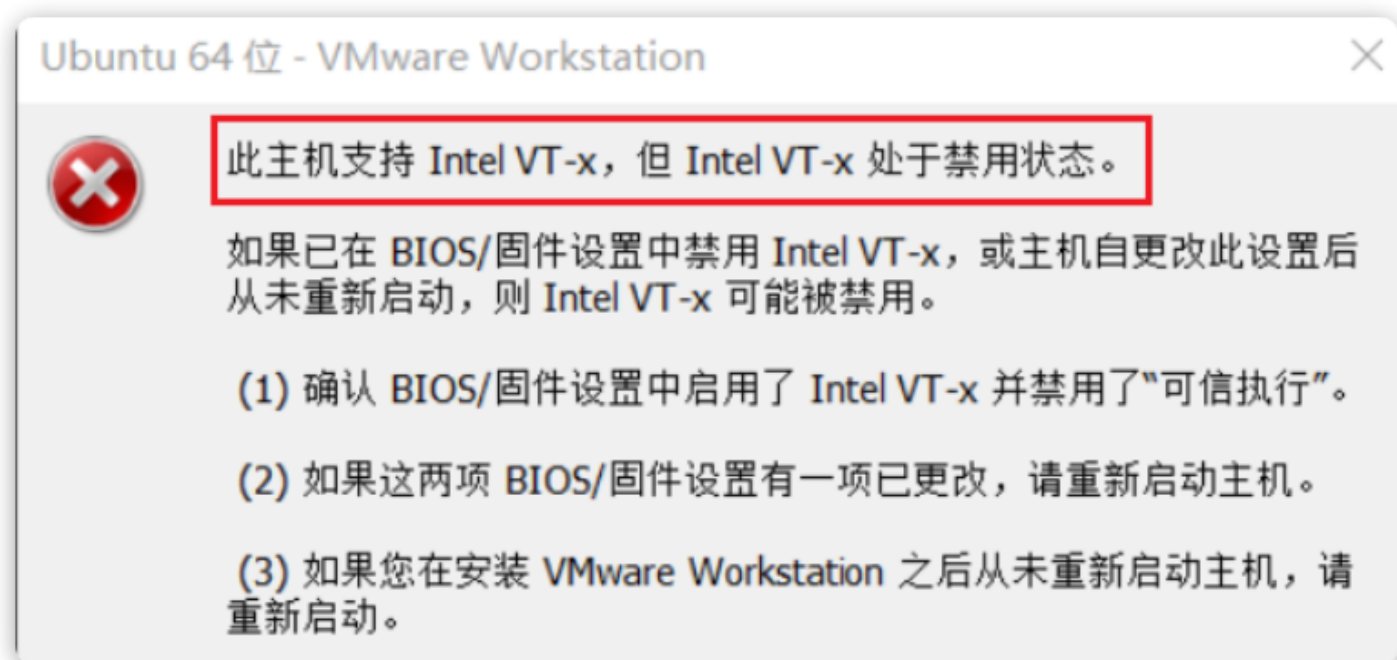 Ubuntu 64 位 - VMware Workstation
此主机支持 Intel VT-x，但 Intel VT-x 处于禁用状态。
如果已在 BIOS/固件设置中禁用 Intel VT-x，或主机自更改此设置后
从未重新启动，则 Intel VT-x 可能被禁用。
(1) 确认 BIOS/固件设置中启用了 Intel VT-x 并禁用了“可信执行”。
(2) 如果这两项 BIOS/固件设置有一项已更改，请重新启动主机。
(3) 如果您在安装 VMware Workstation 之后从未重新启动主机，请
重新启动。